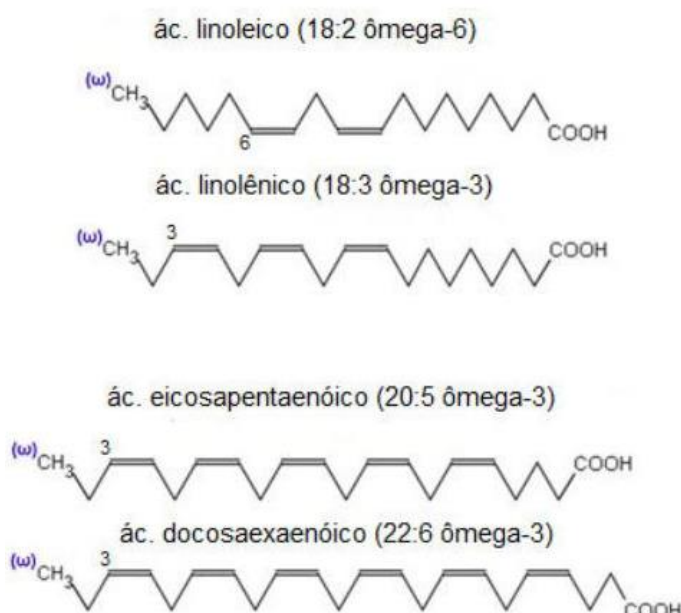 ác. linoleico (18:2 ômega-6)
(ω)CH3
6
COOH
ác. linolênico (18:3 ômega-3)
(ω)CH3
3
COOH
ác. eicosapentaenóico (20:5 ômega-3)
(ω)CH3
3
COOH
ác. docosaexaenóico (22:6 ômega-3)
(ω)CH3
3
COOH